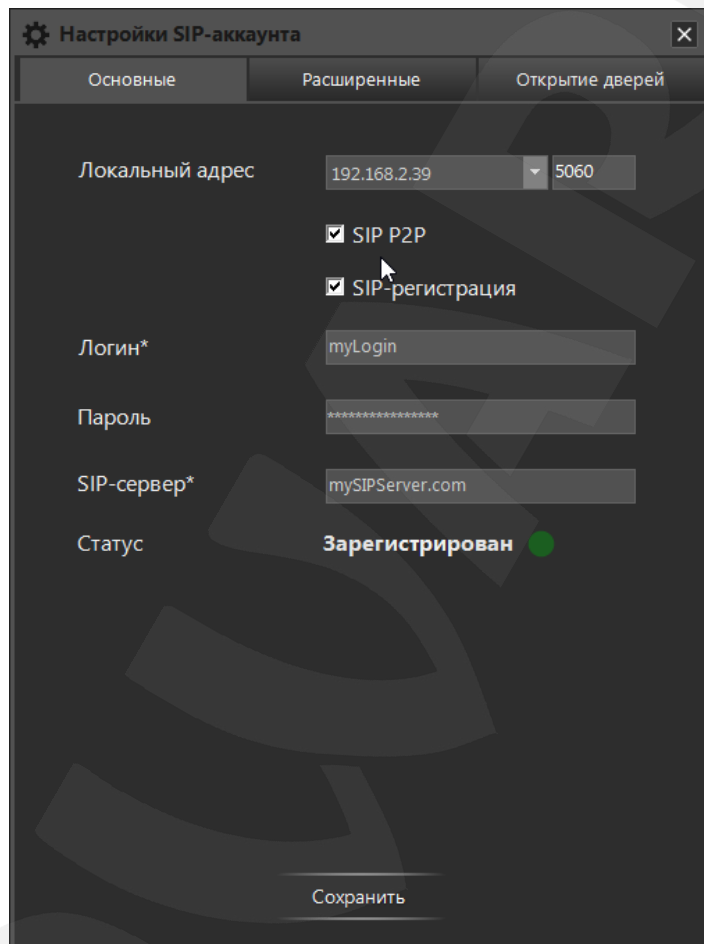 Настройки SIP-аккаунта
Основные Расширенные Открытие дверей
Локальный адрес 192.168.2.39 5060
SIP P2P
SIP-регистрация
Логин* myLogin
Пароль ****************
SIP-сервер* mySIPServer.com
Статус Зарегистрирован
Сохранить